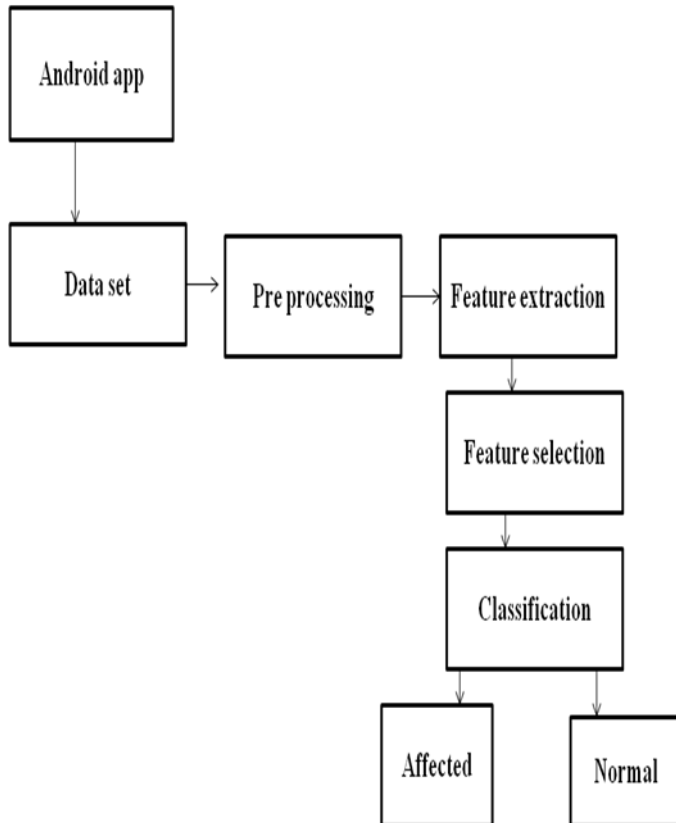 Android app
Data set
Pre processing
Feature extraction
Feature selection
Classification
Affected
Normal